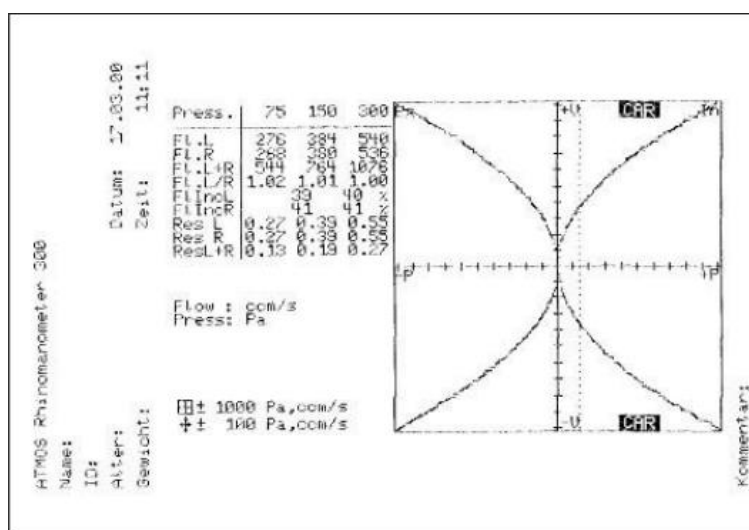 ATMOS Rhinomanometer 300
Name:
ID:
Alter:
Gewicht:
Datum: 17.03.00
Zeit: 11:11
Press. 75 150 300
Fl.L 276 384 540
Fl.R 268 380 536
Fl.L+R 544 764 1076
Fl.L/R 1.02 1.01 1.00
FlIncL 39 40 %
FlIncR 41 41 %
Res L 0.27 0.39 0.55
Res R 0.27 0.39 0.55
ResL+R 0.13 0.19 0.27
Flow : ccm/s
Press: Pa
± 1000 Pa,ccm/s
± 100 Pa,ccm/s
Ex +V CAR In
-P +P
-V CAR
Kommentar: